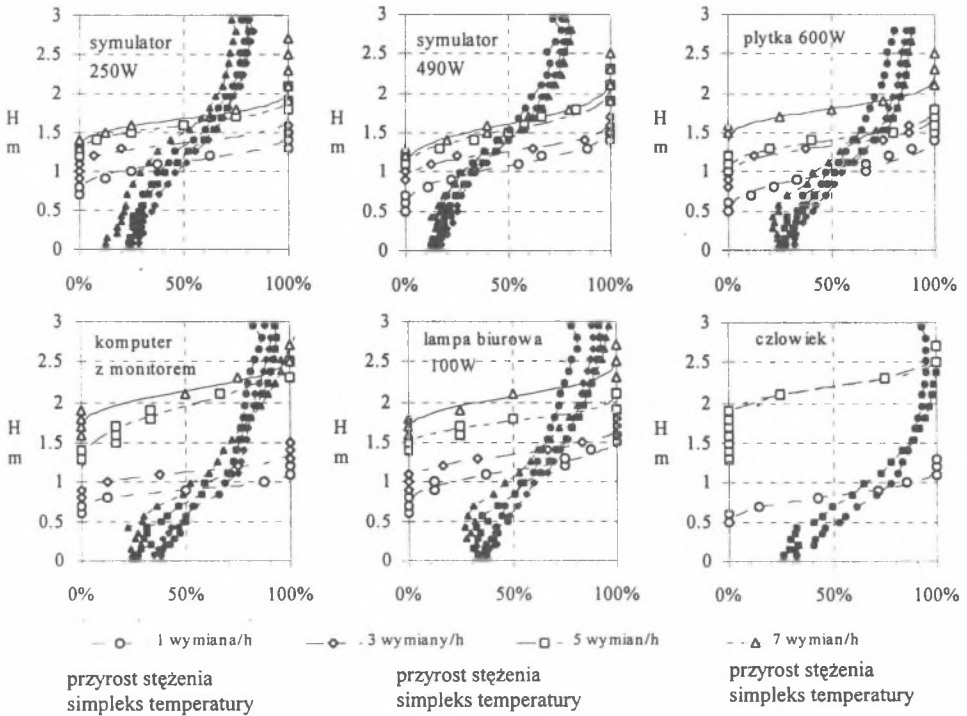 3
3
3
symulator
250W
symulator
490W
płytka 600W
2.5
2.5
2.5
2
2
2
H
m
H
m
H
m
1.5
1.5
1.5
1
1
1
0.5
0.5
0.5
0
0
0
0% 50% 100%
0% 50% 100%
0% 50% 100%
3
3
3
komputer
z monitorem
lampa biurowa
100W
człowiek
2.5
2.5
2.5
2
2
2
H
m
H
m
H
m
1.5
1.5
1.5
1
1
1
0.5
0.5
0.5
0
0
0
0% 50% 100%
0% 50% 100%
0% 50% 100%
1 wymiana/h 3 wymiany/h 5 wymian/h 7 wymian/h
przyrost stężenia
simpleks temperatury
przyrost stężenia
simpleks temperatury
przyrost stężenia
simpleks temperatury